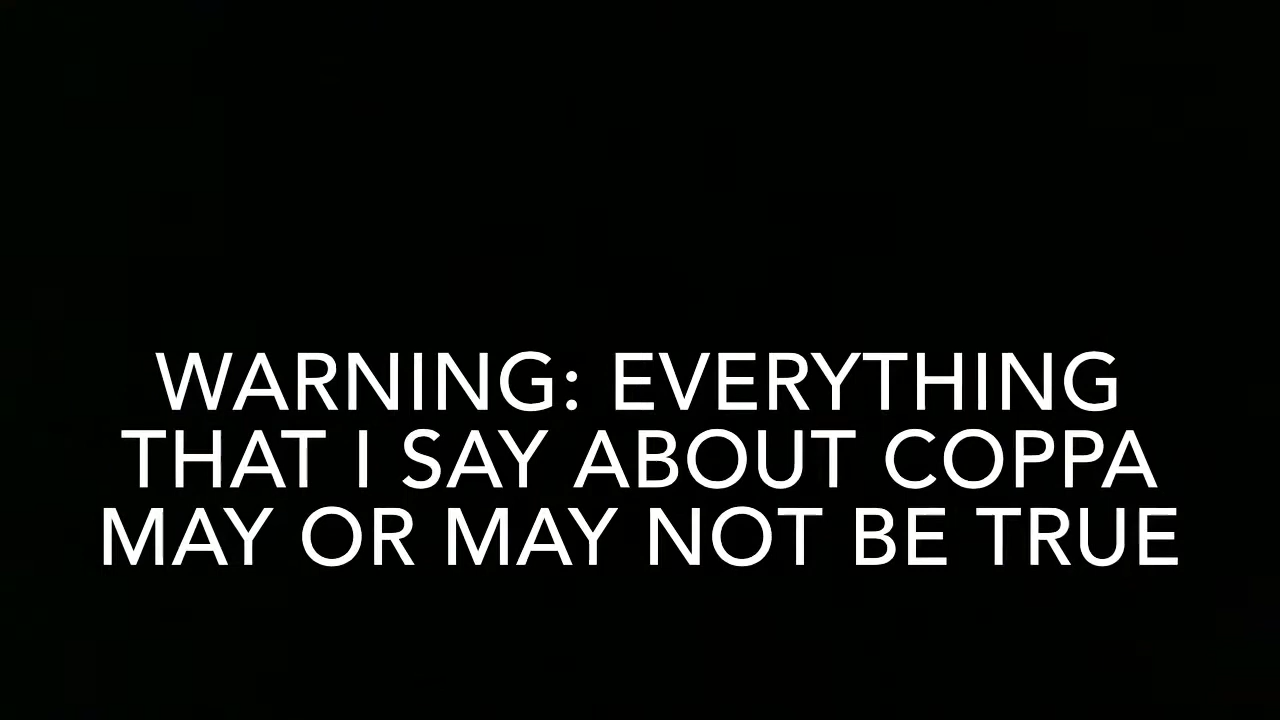 WARNING: EVERYTHING
THAT I SAY ABOUT COPPA
MAY OR MAY NOT BE TRUE